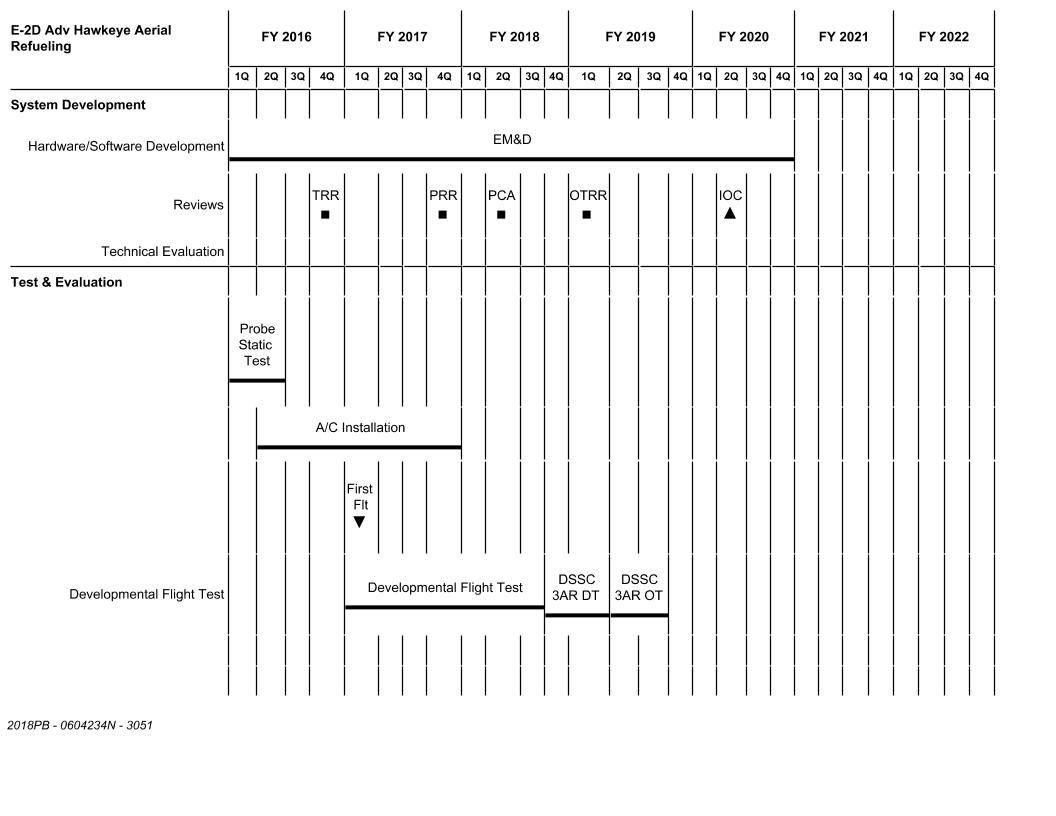 E-2D Adv Hawkeye Aerial
Refueling
FY 2016 FY 2017 FY 2018 FY 2019 FY 2020 FY 2021 FY 2022
1Q 2Q 3Q 4Q 1Q 2Q 3Q 4Q 1Q 2Q 3Q 4Q 1Q 2Q 3Q 4Q 1Q 2Q 3Q 4Q 1Q 2Q 3Q 4Q 1Q 2Q 3Q 4Q
System Development
EM&D
Hardware/Software Development
TRR PRR PCA OTRR IOC
Reviews
Technical Evaluation
Test & Evaluation
Probe
Static
Test
A/C Installation
First
Flt
Developmental Flight Test
Developmental Flight Test
DSSC
3AR DT
DSSC
3AR OT
2018PB - 0604234N - 3051